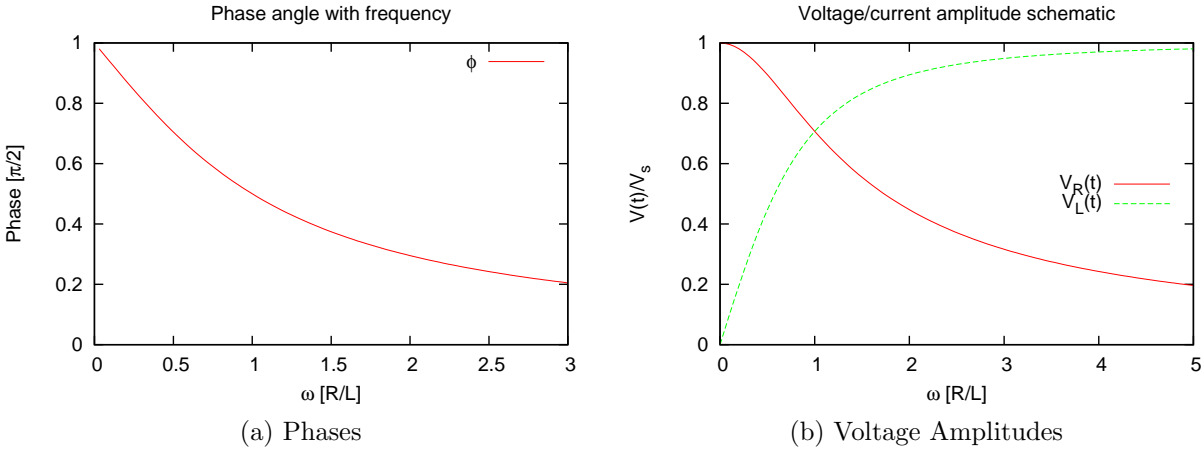 Phase angle with frequency
1
0.8
0.6
0.4
0.2
0
Phase [π/2]
ϕ
0 0.5 1 1.5 2 2.5 3
ω [R/L]
(a) Phases
Voltage/current amplitude schematic
1
0.8
0.6
0.4
0.2
0
V(t)/V_s
V_R(t)
V_L(t)
0 1 2 3 4 5
ω [R/L]
(b) Voltage Amplitudes